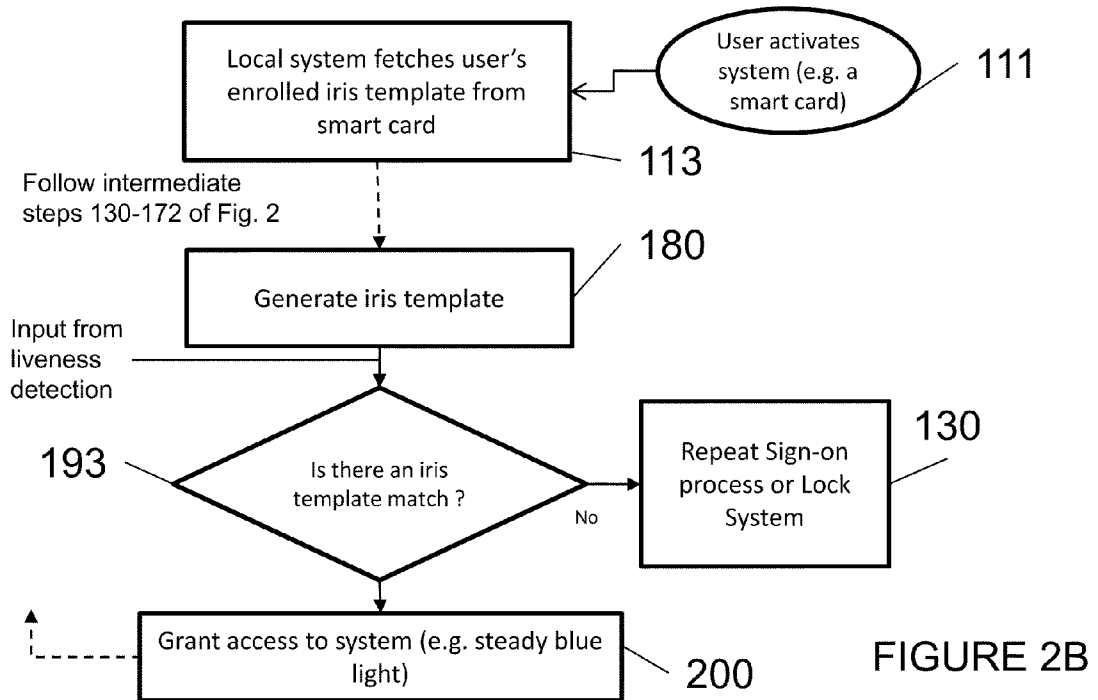 Local system fetches user's
enrolled iris template from
smart card
User activates
system (e.g. a
smart card)
111
113
Follow intermediate
steps 130-172 of Fig. 2
180
Generate iris template
Input from
liveness
detection
193
Is there an iris
template match ?
No
130
Repeat Sign-on
process or Lock
System
Grant access to system (e.g. steady blue
light)
200
FIGURE 2B